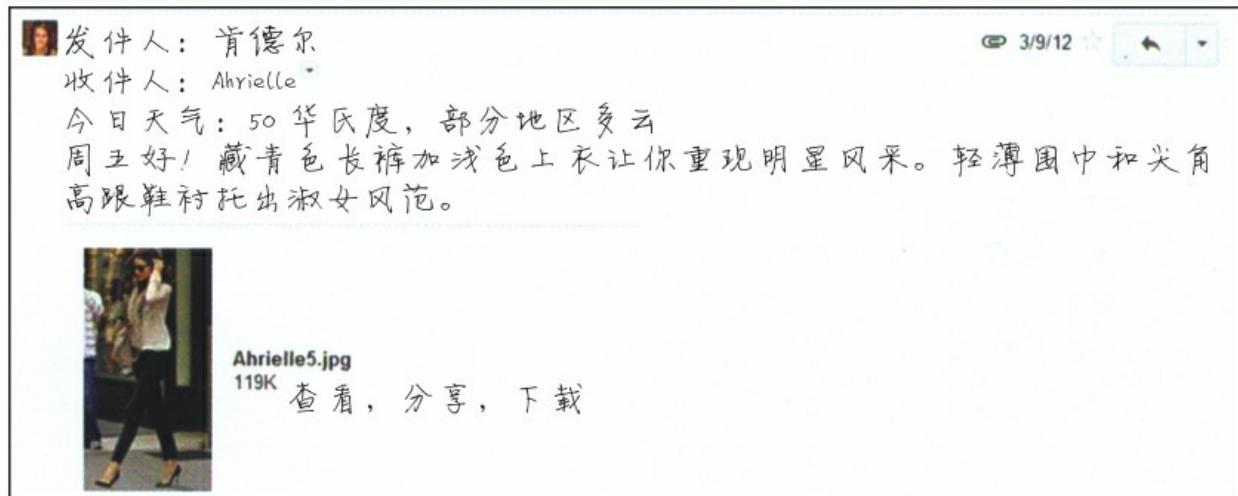 发件人：肯德尔
3/9/12
收件人：Ahrielle
今日天气：50 华氏度，部分地区多云
周五好！藏青色长裤加浅色上衣让你重现明星风采。轻薄围巾和尖角
高跟鞋衬托出淑女风范。
Ahrielle5.jpg
119K
查看，分享，下载